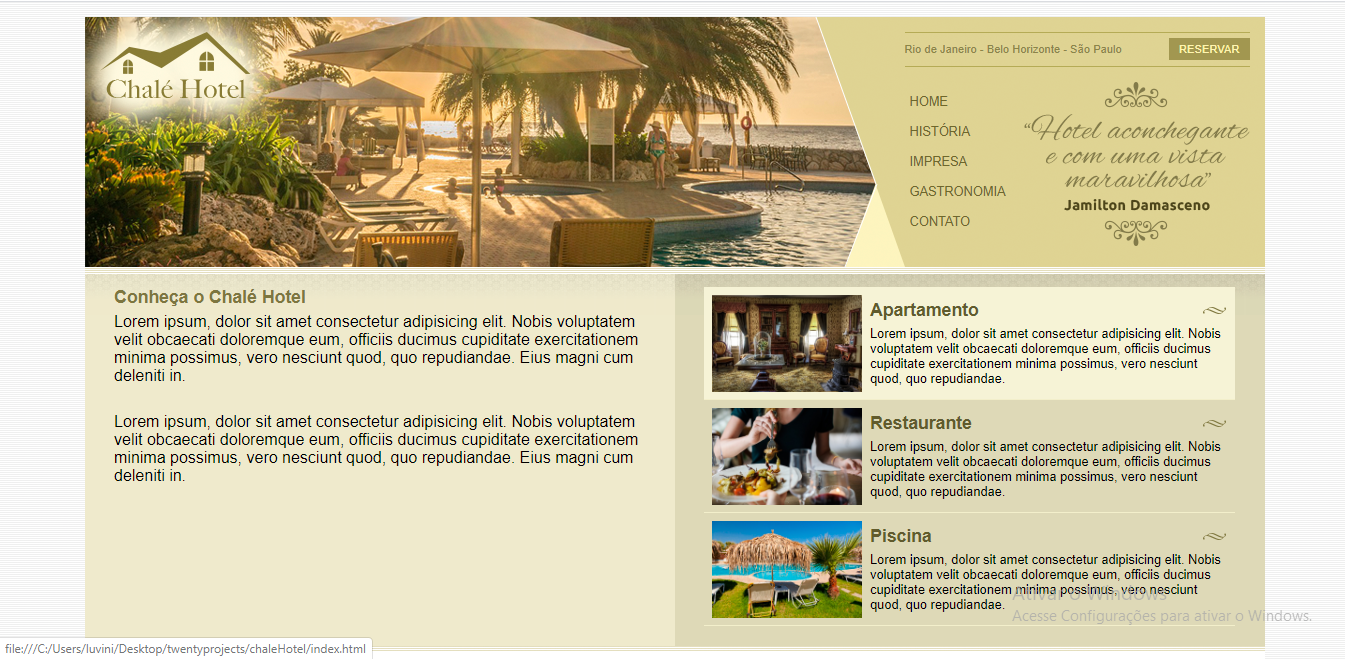 Chalé Hotel
Rio de Janeiro - Belo Horizonte - São Paulo
RESERVAR
HOME
HISTÓRIA
IMPRESA
GASTRONOMIA
CONTATO
“Hotel aconchegante
e com uma vista
maravilhosa”
Jamilton Damasceno
Conheça o Chalé Hotel
Lorem ipsum, dolor sit amet consectetur adipisicing elit. Nobis voluptatem
velit obcaecati doloremque eum, officiis ducimus cupiditate exercitationem
minima possimus, vero nesciunt quod, quo repudiandae. Eius magni cum
deleniti in.
Lorem ipsum, dolor sit amet consectetur adipisicing elit. Nobis voluptatem
velit obcaecati doloremque eum, officiis ducimus cupiditate exercitationem
minima possimus, vero nesciunt quod, quo repudiandae. Eius magni cum
deleniti in.
Apartamento
Lorem ipsum, dolor sit amet consectetur adipisicing elit. Nobis
voluptatem velit obcaecati doloremque eum, officiis ducimus
cupiditate exercitationem minima possimus, vero nesciunt
quod, quo repudiandae.
Restaurante
Lorem ipsum, dolor sit amet consectetur adipisicing elit. Nobis
voluptatem velit obcaecati doloremque eum, officiis ducimus
cupiditate exercitationem minima possimus, vero nesciunt
quod, quo repudiandae.
Piscina
Lorem ipsum, dolor sit amet consectetur adipisicing elit. Nobis
voluptatem velit obcaecati doloremque eum, officiis ducimus
cupiditate exercitationem minima possimus, vero nesciunt
quod, quo repudiandae.
Ativar o Windows
Acesse Configurações para ativar o Windows.
file:///C:/Users/luvini/Desktop/twentyprojects/chaleHotel/index.html